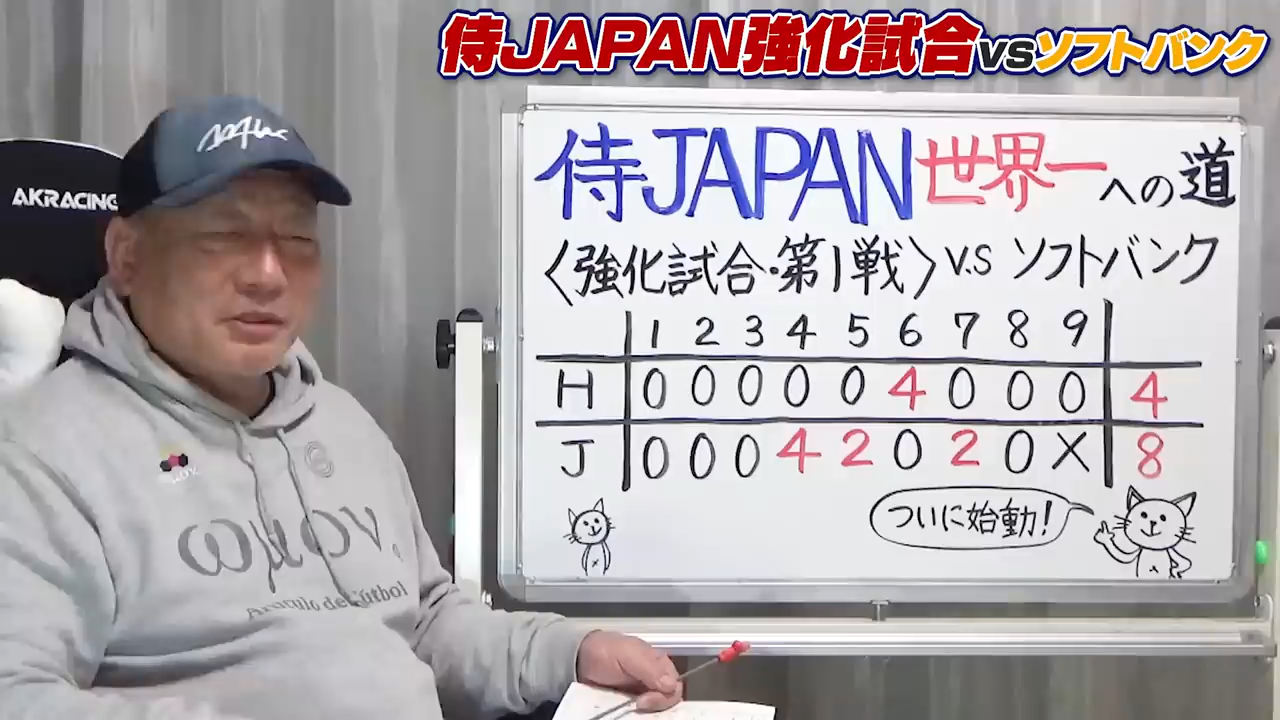 侍JAPAN強化試合vsソフトバンク
侍JAPAN世界一への道
〈強化試合・第1戦〉V.S ソフトバンク
1 2 3 4 5 6 7 8 9
H 0 0 0 0 0 4 0 0 0 4
J 0 0 0 4 2 0 2 0 X 8
ついに始動!
AKRACING
ωμον.